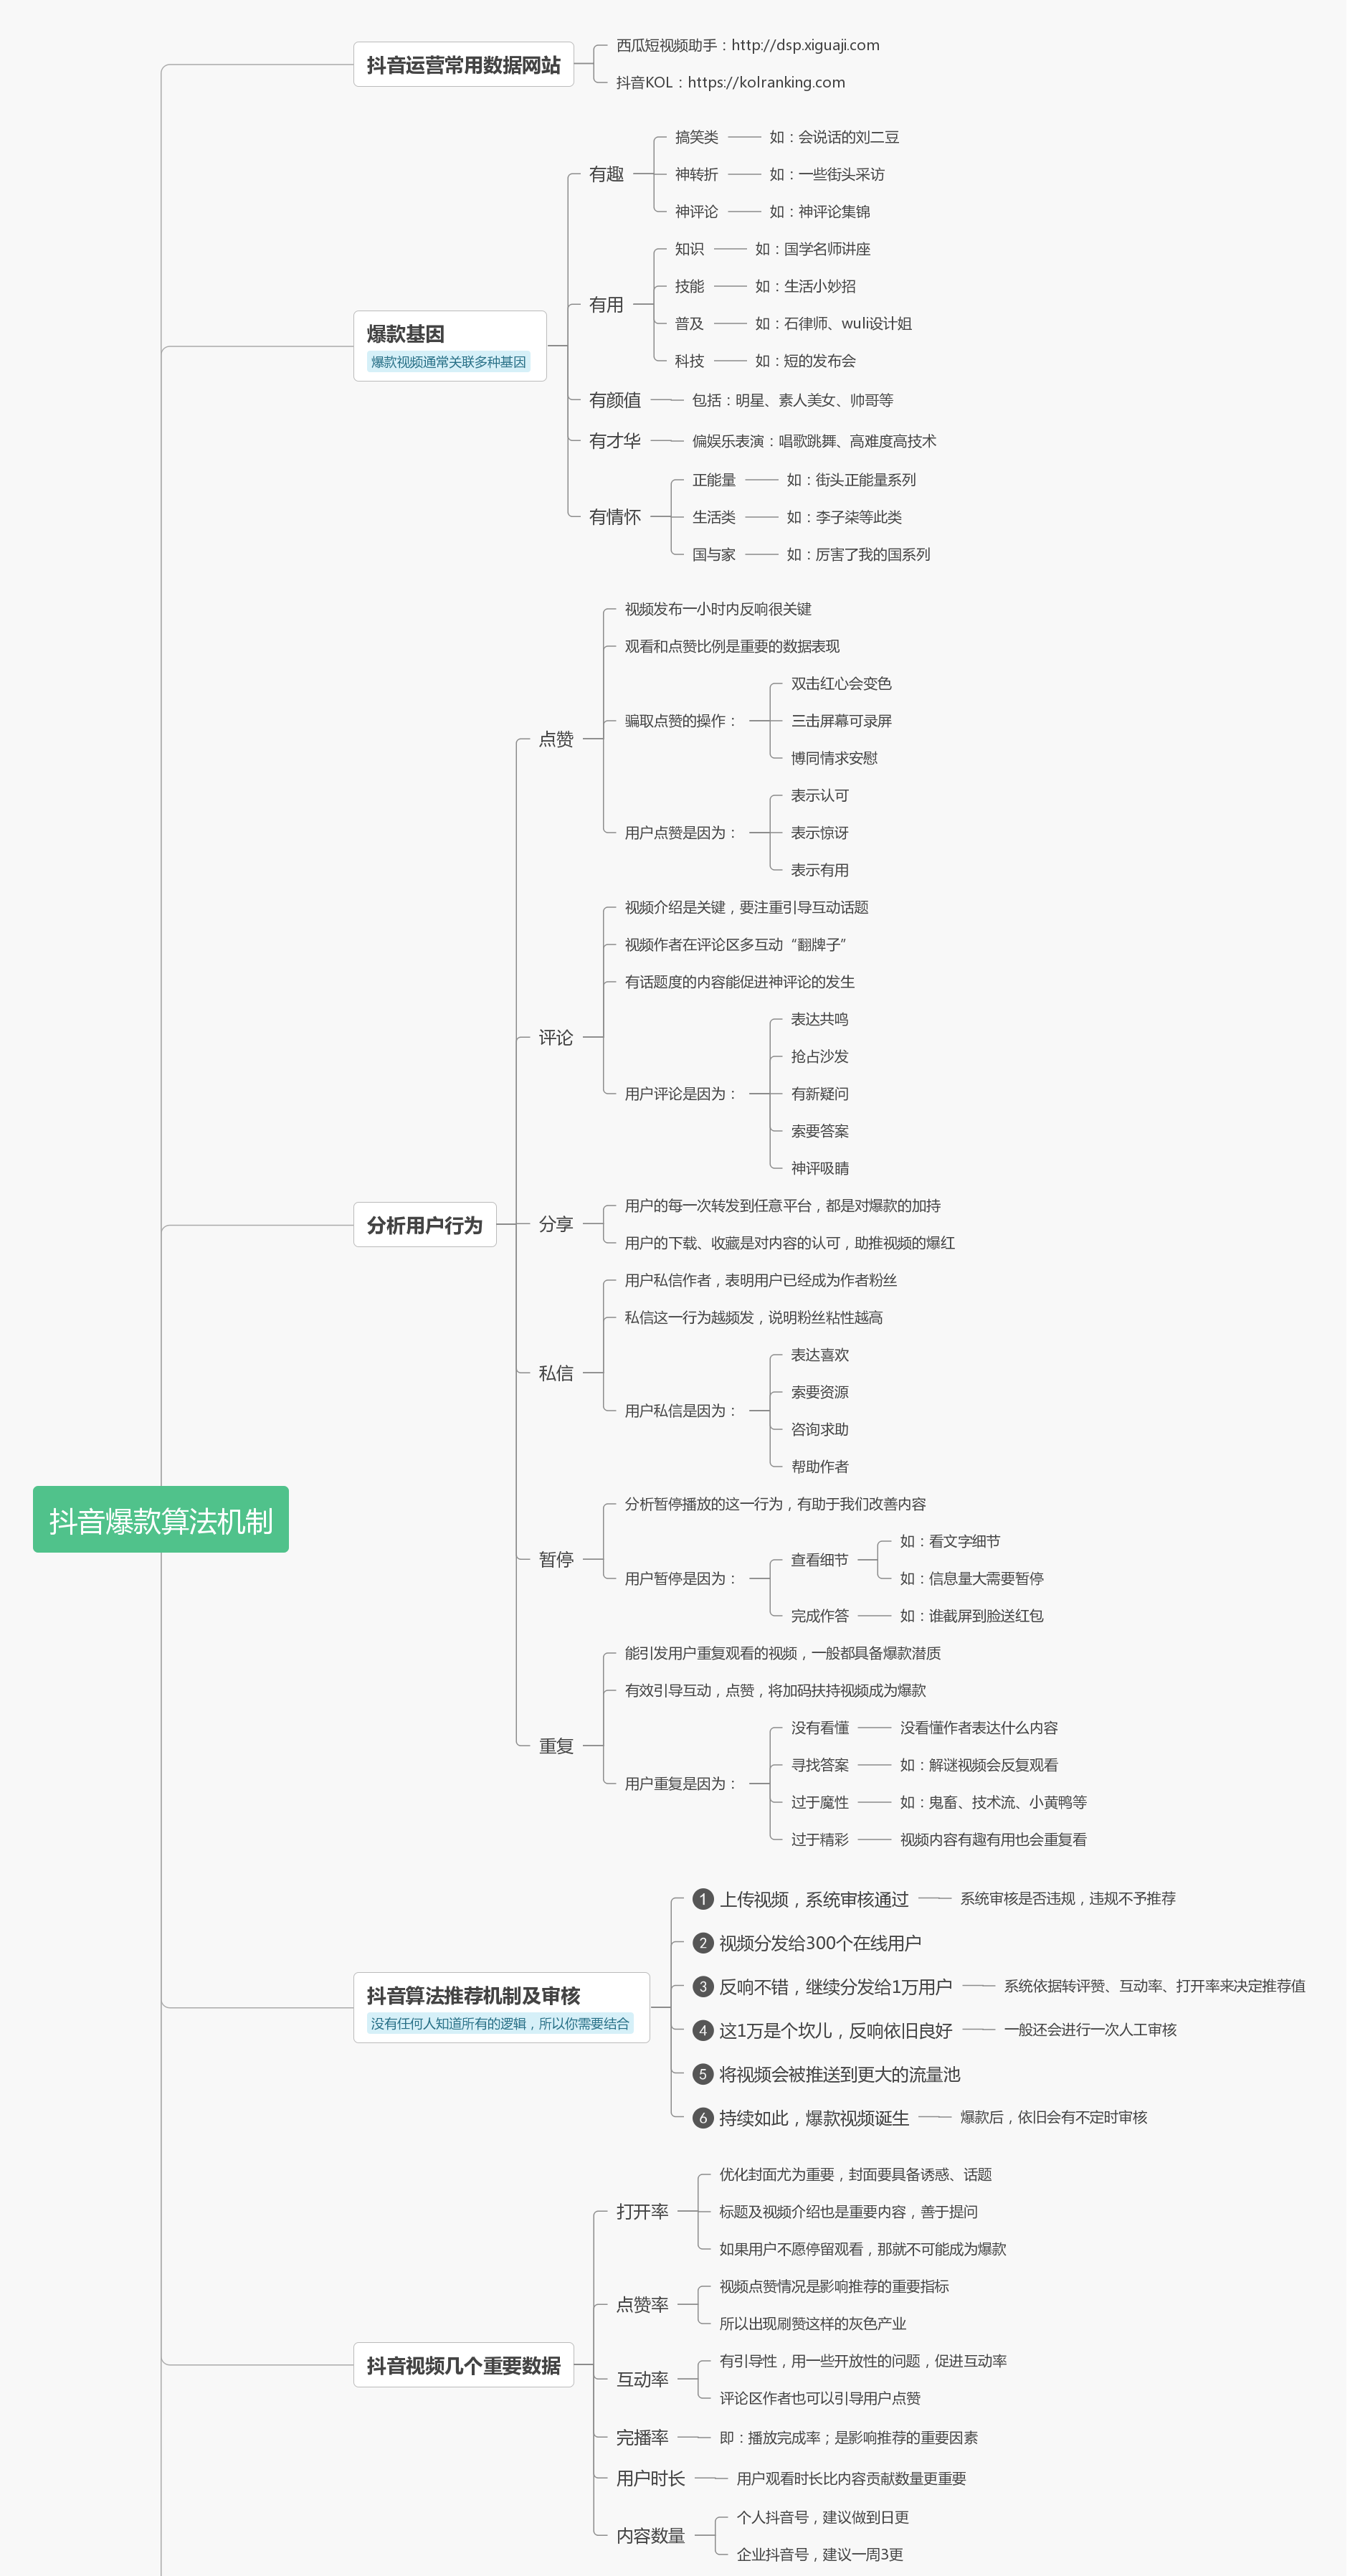 抖音爆款算法机制
抖音运营常用数据网站
西瓜短视频助手：http://dsp.xiguaji.com
抖音KOL：https://kolranking.com
爆款基因
爆款视频通常关联多种基因
有趣
搞笑类
如：会说话的刘二豆
神转折
如：一些街头采访
神评论
如：神评论集锦
有用
知识
如：国学名师讲座
技能
如：生活小妙招
普及
如：石律师、wuli设计姐
科技
如：短的发布会
有颜值
包括：明星、素人美女、帅哥等
有才华
偏娱乐表演：唱歌跳舞、高难度高技术
有情怀
正能量
如：街头正能量系列
生活类
如：李子柒等此类
国与家
如：厉害了我的国系列
分析用户行为
点赞
视频发布一小时内反响很关键
观看和点赞比例是重要的数据表现
骗取点赞的操作：
双击红心会变色
三击屏幕可录屏
博同情求安慰
用户点赞是因为：
表示认可
表示惊讶
表示有用
评论
视频介绍是关键，要注重引导互动话题
视频作者在评论区多互动“翻牌子”
有话题度的内容能促进神评论的发生
用户评论是因为：
表达共鸣
抢占沙发
有新疑问
索要答案
神评吸睛
分享
用户的每一次转发到任意平台，都是对爆款的加持
用户的下载、收藏是对内容的认可，助推视频的爆红
私信
用户私信作者，表明用户已经成为作者粉丝
私信这一行为越频发，说明粉丝粘性越高
用户私信是因为：
表达喜欢
索要资源
咨询求助
帮助作者
暂停
分析暂停播放的这一行为，有助于我们改善内容
用户暂停是因为：
查看细节
如：看文字细节
如：信息量大需要暂停
完成作答
如：谁截屏到脸送红包
重复
能引发用户重复观看的视频，一般都具备爆款潜质
有效引导互动，点赞，将加码扶持视频成为爆款
用户重复是因为：
没有看懂
没看懂作者表达什么内容
寻找答案
如：解谜视频会反复观看
过于魔性
如：鬼畜、技术流、小黄鸭等
过于精彩
视频内容有趣有用也会重复看
抖音算法推荐机制及审核
没有任何人知道所有的逻辑，所以你需要结合
1 上传视频，系统审核通过
系统审核是否违规，违规不予推荐
2 视频分发给300个在线用户
3 反响不错，继续分发给1万用户
系统依据转评赞、互动率、打开率来决定推荐值
4 这1万是个坎儿，反响依旧良好
一般还会进行一次人工审核
5 将视频会被推送到更大的流量池
6 持续如此，爆款视频诞生
爆款后，依旧会有不定时审核
抖音视频几个重要数据
打开率
优化封面尤为重要，封面要具备诱惑、话题
标题及视频介绍也是重要内容，善于提问
如果用户不愿停留观看，那就不可能成为爆款
点赞率
视频点赞情况是影响推荐的重要指标
所以出现刷赞这样的灰色产业
互动率
有引导性，用一些开放性的问题，促进互动率
评论区作者也可以引导用户点赞
完播率
即：播放完成率；是影响推荐的重要因素
用户时长
用户观看时长比内容贡献数量更重要
内容数量
个人抖音号，建议做到日更
企业抖音号，建议一周3更